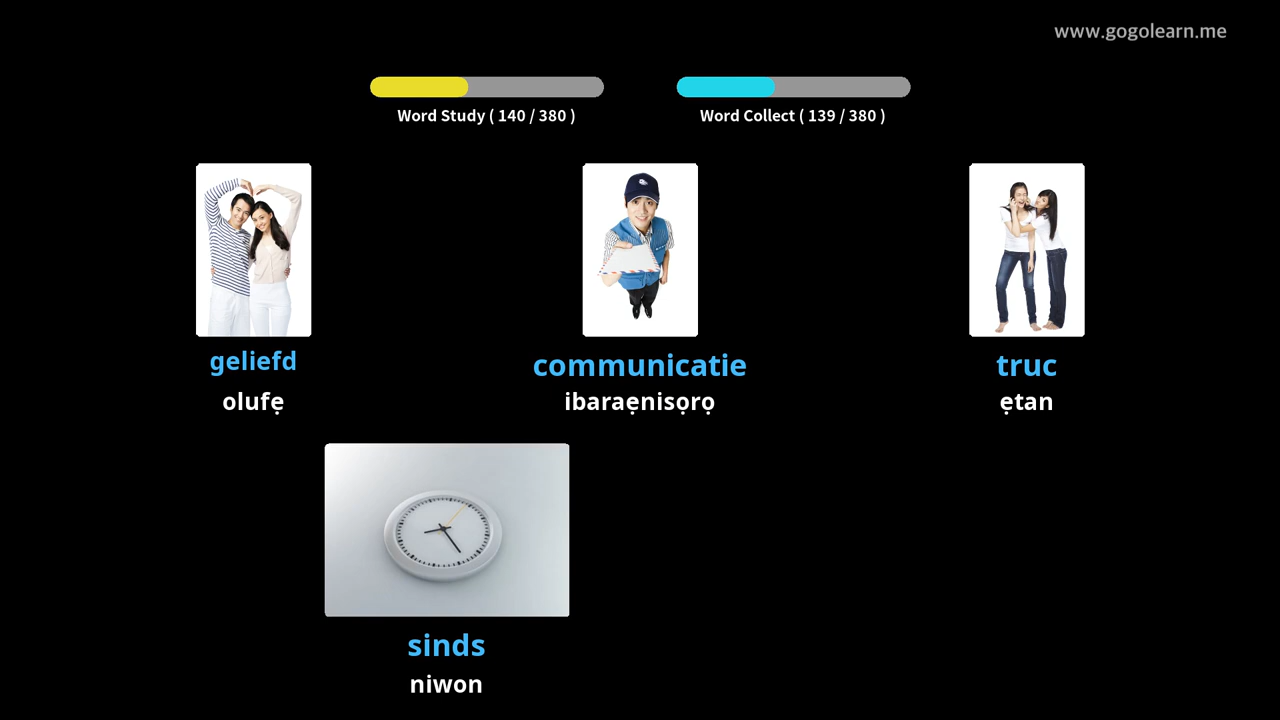 www.gogolearn.me
Word Study ( 140 / 380 )
Word Collect ( 139 / 380 )
geliefd
olufẹ
communicatie
ibaraẹnisọrọ
truc
ẹtan
sinds
niwon